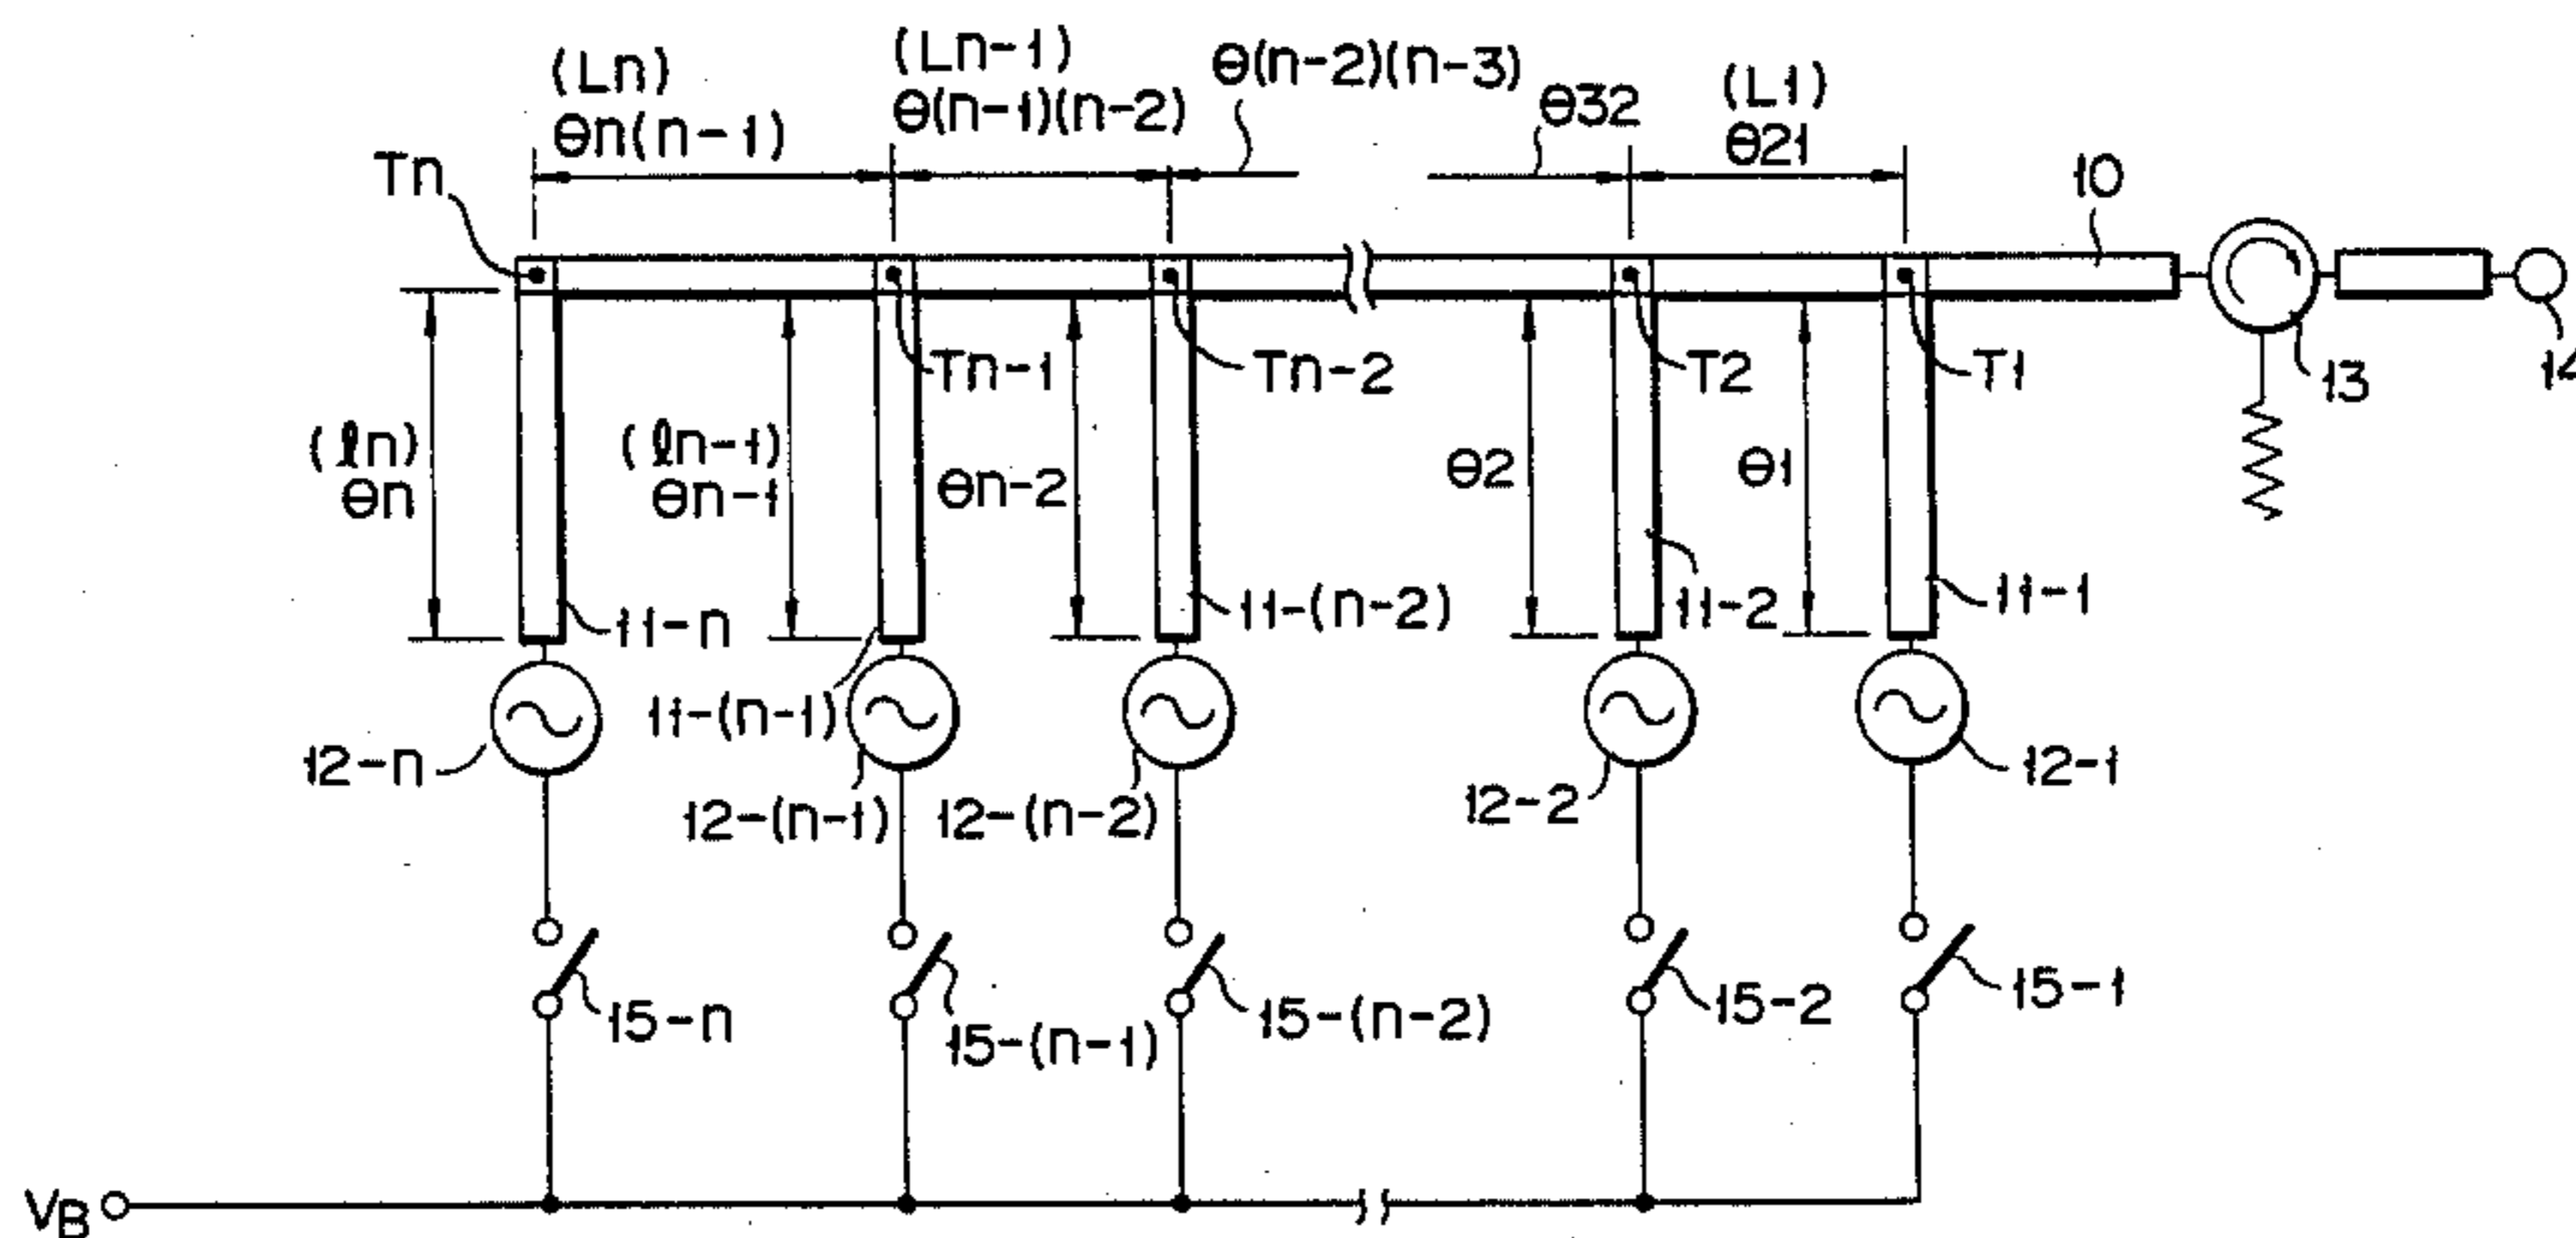 (Ln)
θn(n-1)
(Ln-1)
θ(n-1)(n-2)
θ(n-2)(n-3)
θ32
(L1)
θ21
10
Tn
Tn-1
Tn-2
T2
T1
13
14
(ℓn)
θn
(ℓn-1)
θn-1
θn-2
θ2
θ1
11-n
11-(n-1)
11-(n-2)
11-2
11-1
12-n
12-(n-1)
12-(n-2)
12-2
12-1
15-n
15-(n-1)
15-(n-2)
15-2
15-1
VB